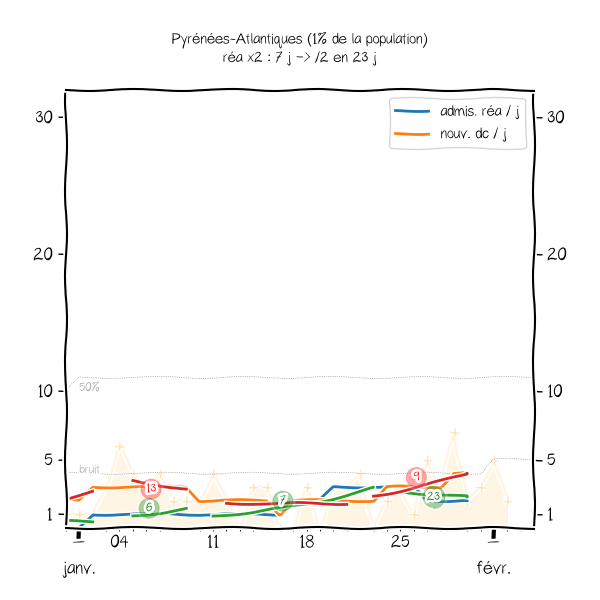 Pyrénées-Atlantiques (1% de la population)
réa x2 : 7 j -> /2 en 23 j
admis. réa / j
nouv. dc / j
30 30
20 20
10 10
50%
5 5
bruit
9
13
23
7
6
1 1
1 04 11 18 25 1
janv. févr.